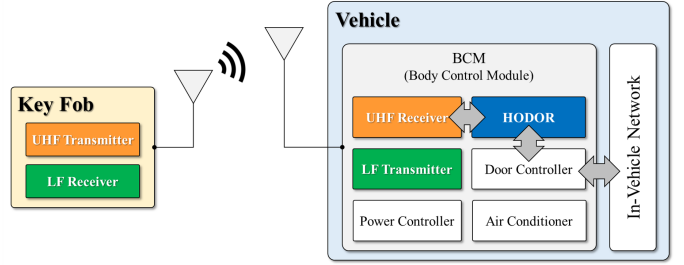 Key Fob
UHF Transmitter
LF Receiver
Vehicle
BCM
(Body Control Module)
UHF Receiver
HODOR
LF Transmitter
Door Controller
Power Controller
Air Conditioner
In-Vehicle Network